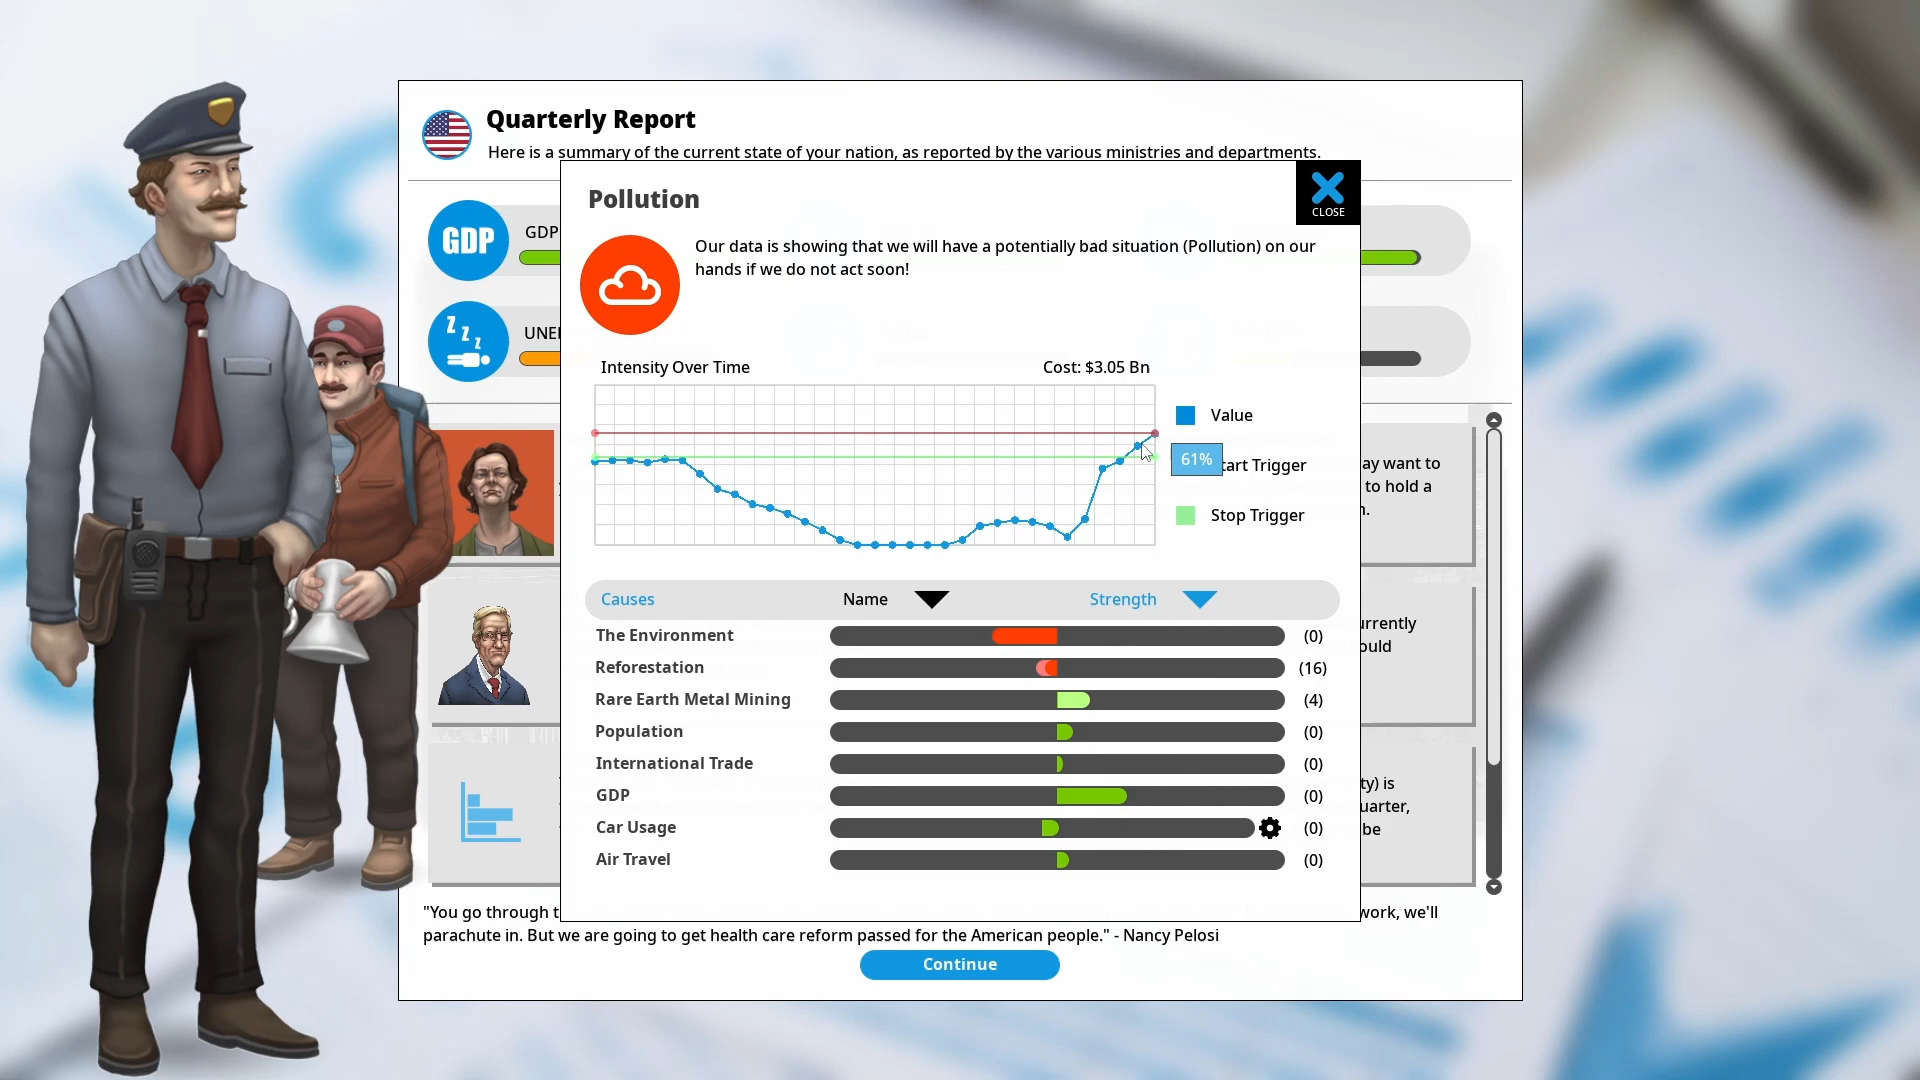 Quarterly Report
Here is a summary of the current state of your nation, as reported by the various ministries and departments.
Pollution
CLOSE
GDP
GDP
Our data is showing that we will have a potentially bad situation (Pollution) on our
hands if we do not act soon!
Z Z Z
UNE
Intensity Over Time
Cost: $3.05 Bn
Value
61%
tart Trigger
Stop Trigger
ay want to
to hold a
n.
Causes
Name
Strength
The Environment
(0)
Reforestation
(16)
Rare Earth Metal Mining
(4)
Population
(0)
International Trade
(0)
GDP
(0)
Car Usage
(0)
Air Travel
(0)
urrently
ould
ty) is
uarter,
be
"You go through t
work, we'll
parachute in. But we are going to get health care reform passed for the American people." - Nancy Pelosi
Continue